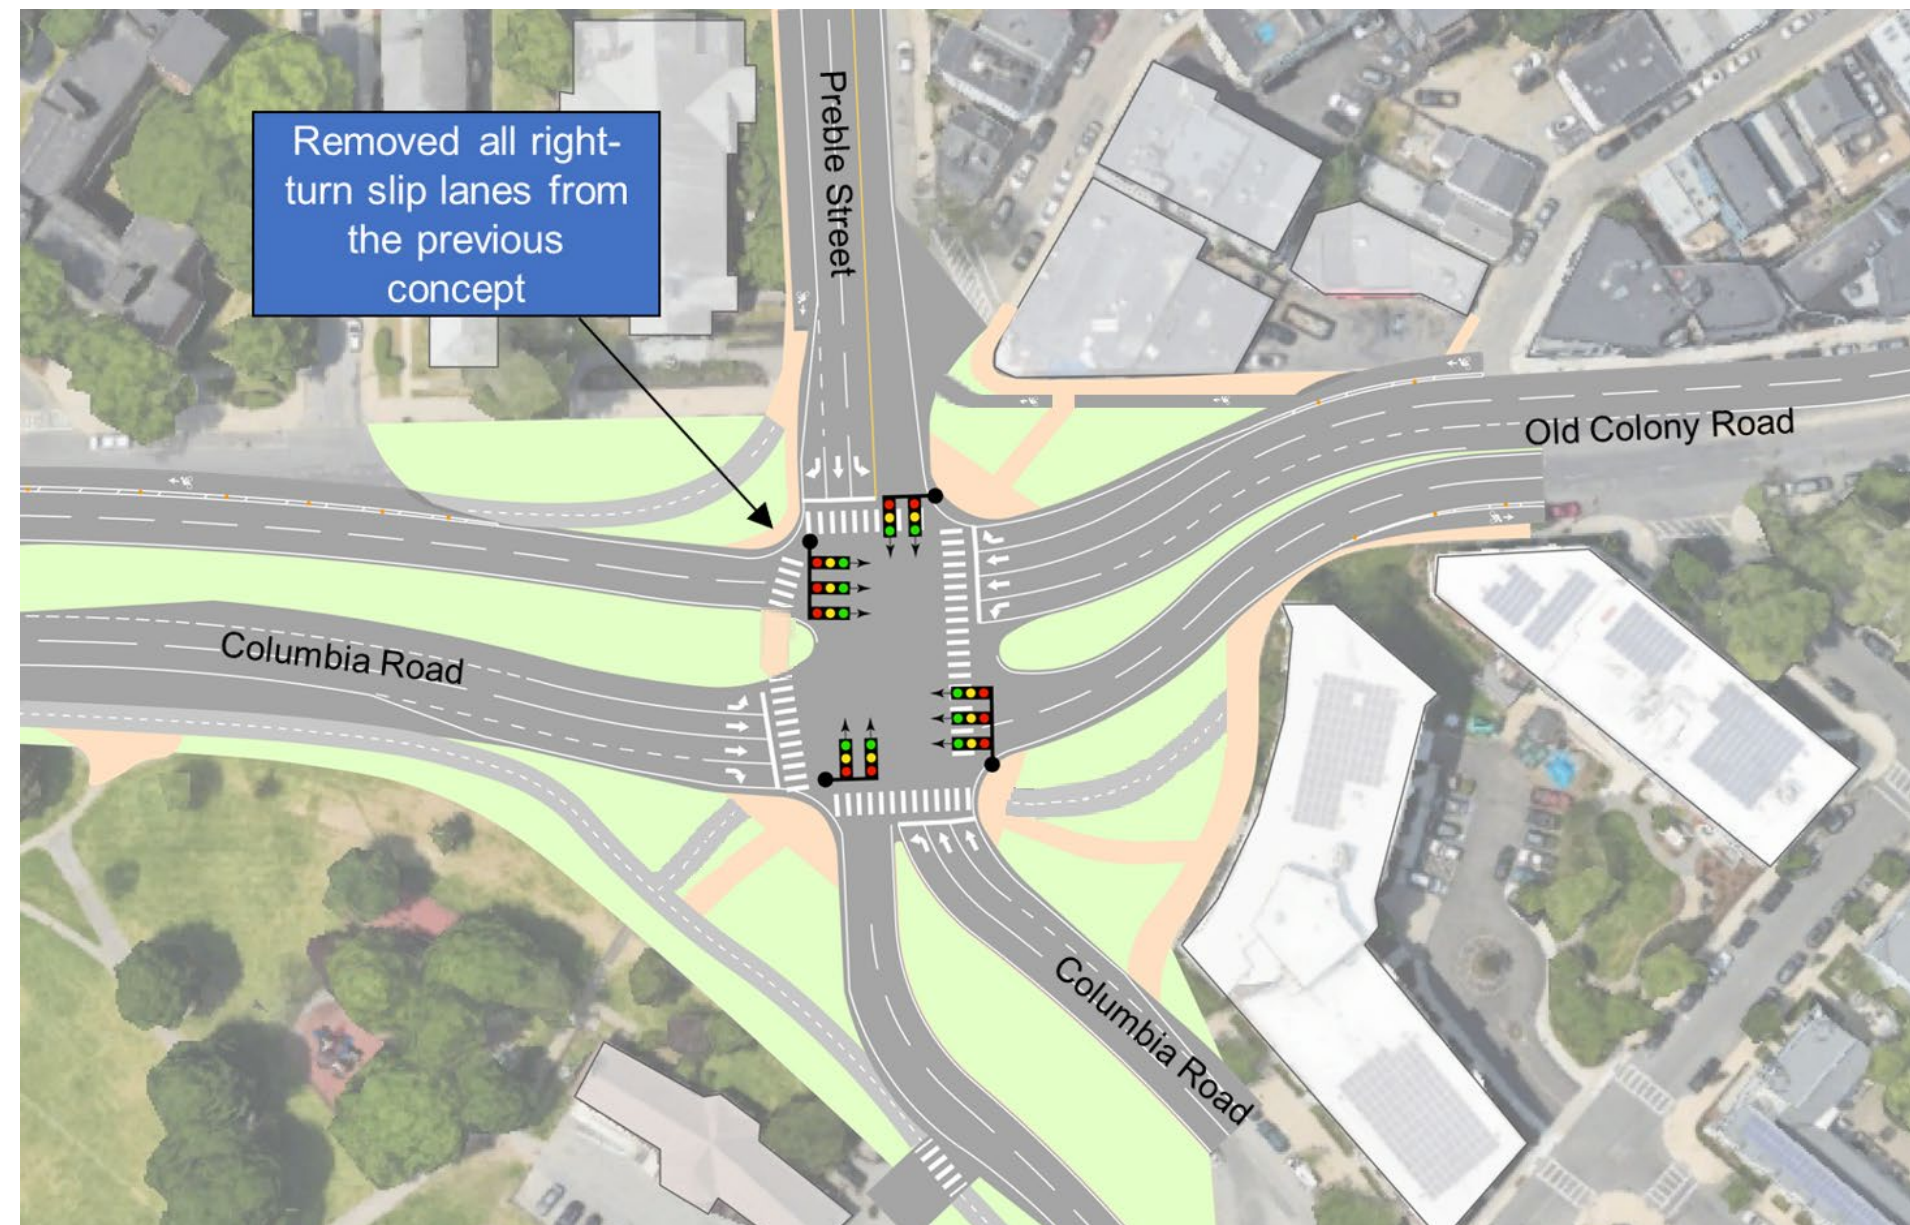 Removed all right-
turn slip lanes from
the previous
concept
Preble Street
Old Colony Road
Columbia Road
Columbia Road